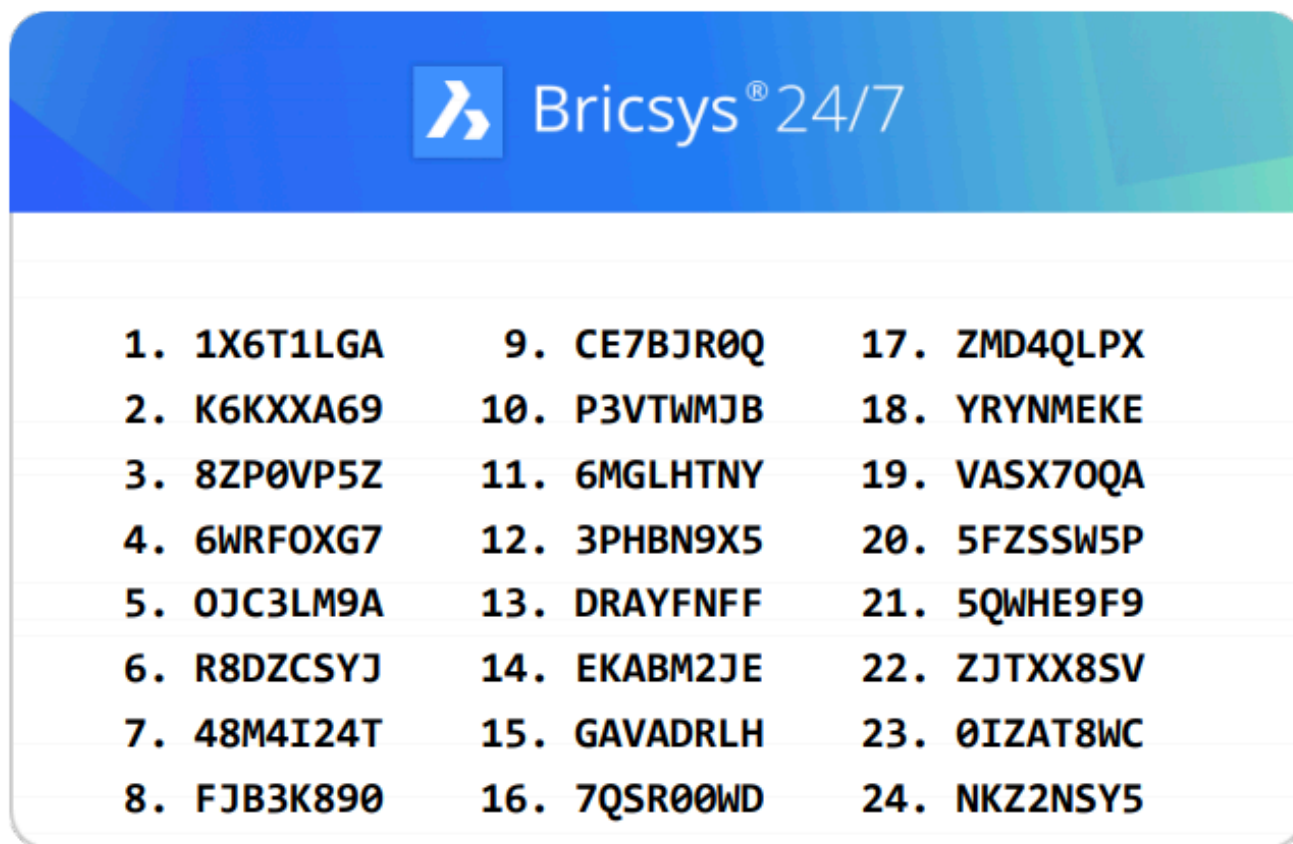 Bricsys® 24/7
1. 1X6T1LGA 9. CE7BJR0Q 17. ZMD4QLPX
2. K6KXXA69 10. P3VTWMJB 18. YRYNMEKE
3. 8ZP0VP5Z 11. 6MGLHTNY 19. VASX7OQA
4. 6WRFOXG7 12. 3PHBN9X5 20. 5FZSSW5P
5. OJC3LM9A 13. DRAYFNFF 21. 5QWHE9F9
6. R8DZCSYJ 14. EKABM2JE 22. ZJTXX8SV
7. 48M4I24T 15. GAVADRLH 23. 0IZAT8WC
8. FJB3K890 16. 7QSR00WD 24. NKZ2NSY5